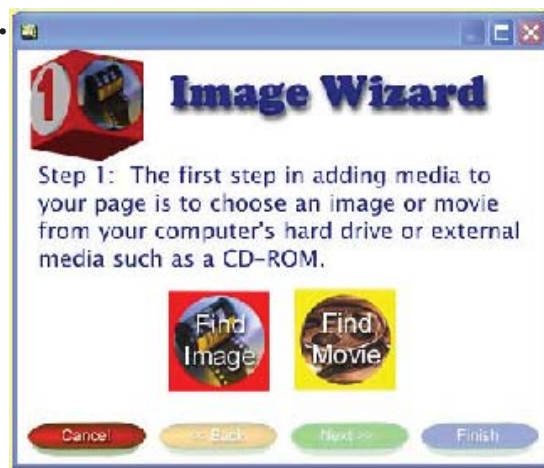 1
Image Wizard
Step 1: The first step in adding media to
your page is to choose an image or movie
from your computer's hard drive or external
media such as a CD-ROM.
Find Find
Image Movie
Cancel << Back Next >> Finish